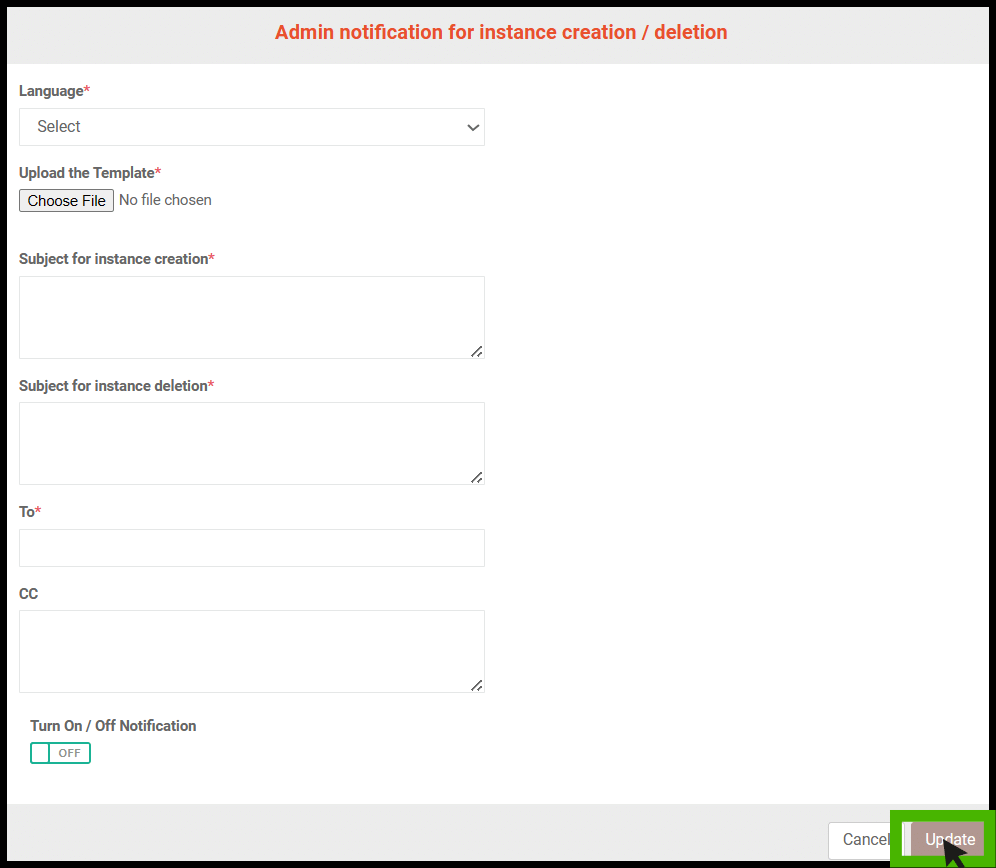 Admin notification for instance creation / deletion
Language*
Select
Upload the Template*
Choose File No file chosen
Subject for instance creation*
Subject for instance deletion*
To*
CC
Turn On / Off Notification
OFF
Cancel Update